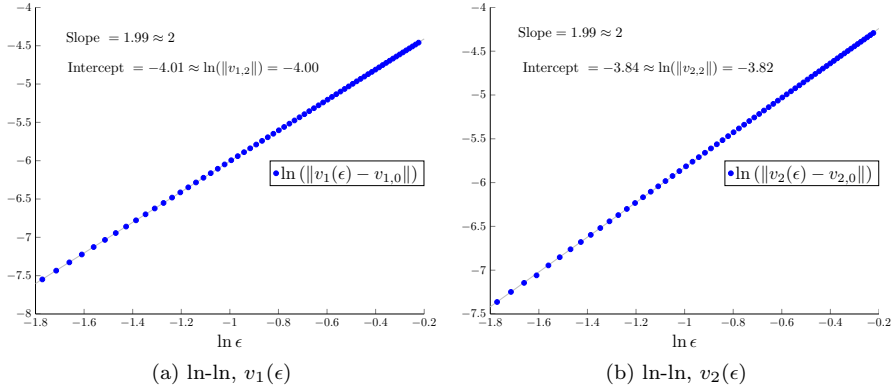 −4
−4.5
−5
−5.5
−6
−6.5
−7
−7.5
−8
Slope = 1.99 ≈ 2
Intercept = −4.01 ≈ ln(‖v1,2‖) = −4.00
ln (‖v1(ϵ) − v1,0‖)
−1.8 −1.6 −1.4 −1.2 −1 −0.8 −0.6 −0.4 −0.2
ln ϵ
(a) ln-ln, v1(ϵ)
−4
−4.5
−5
−5.5
−6
−6.5
−7
−7.5
Slope = 1.99 ≈ 2
Intercept = −3.84 ≈ ln(‖v2,2‖) = −3.82
ln (‖v2(ϵ) − v2,0‖)
−1.8 −1.6 −1.4 −1.2 −1 −0.8 −0.6 −0.4 −0.2
ln ϵ
(b) ln-ln, v2(ϵ)